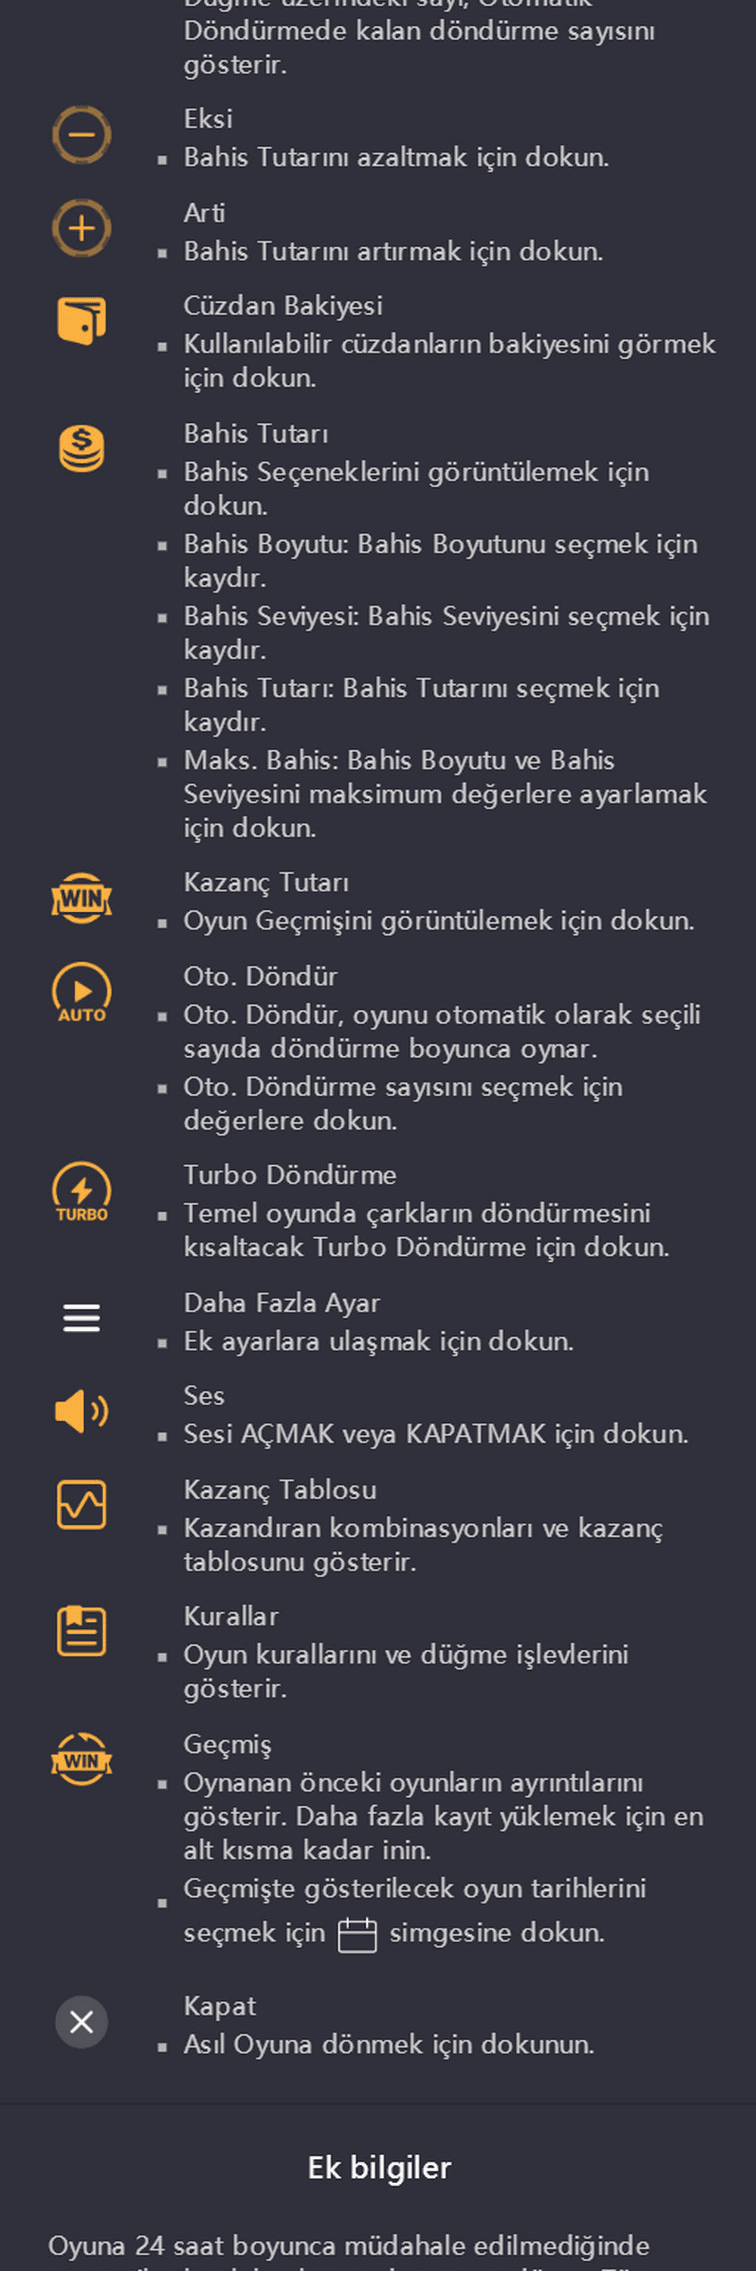 Düğme üzerindeki sayı, Otomatik
Döndürmede kalan döndürme sayısını
gösterir.
Eksi
▪ Bahis Tutarını azaltmak için dokun.
Arti
▪ Bahis Tutarını artırmak için dokun.
Cüzdan Bakiyesi
▪ Kullanılabilir cüzdanların bakiyesini görmek
için dokun.
$
Bahis Tutarı
▪ Bahis Seçeneklerini görüntülemek için
dokun.
▪ Bahis Boyutu: Bahis Boyutunu seçmek için
kaydır.
▪ Bahis Seviyesi: Bahis Seviyesini seçmek için
kaydır.
▪ Bahis Tutarı: Bahis Tutarını seçmek için
kaydır.
▪ Maks. Bahis: Bahis Boyutu ve Bahis
Seviyesini maksimum değerlere ayarlamak
için dokun.
WIN
Kazanç Tutarı
▪ Oyun Geçmişini görüntülemek için dokun.
AUTO
Oto. Döndür
▪ Oto. Döndür, oyunu otomatik olarak seçili
sayıda döndürme boyunca oynar.
▪ Oto. Döndürme sayısını seçmek için
değerlere dokun.
TURBO
Turbo Döndürme
▪ Temel oyunda çarkların döndürmesini
kısaltacak Turbo Döndürme için dokun.
Daha Fazla Ayar
▪ Ek ayarlara ulaşmak için dokun.
Ses
▪ Sesi AÇMAK veya KAPATMAK için dokun.
Kazanç Tablosu
▪ Kazandıran kombinasyonları ve kazanç
tablosunu gösterir.
Kurallar
▪ Oyun kurallarını ve düğme işlevlerini
gösterir.
WIN
Geçmiş
▪ Oynanan önceki oyunların ayrıntılarını
gösterir. Daha fazla kayıt yüklemek için en
alt kısma kadar inin.
▪ Geçmişte gösterilecek oyun tarihlerini
seçmek için simgesine dokun.
Kapat
▪ Asıl Oyuna dönmek için dokunun.
Ek bilgiler
Oyuna 24 saat boyunca müdahale edilmediğinde